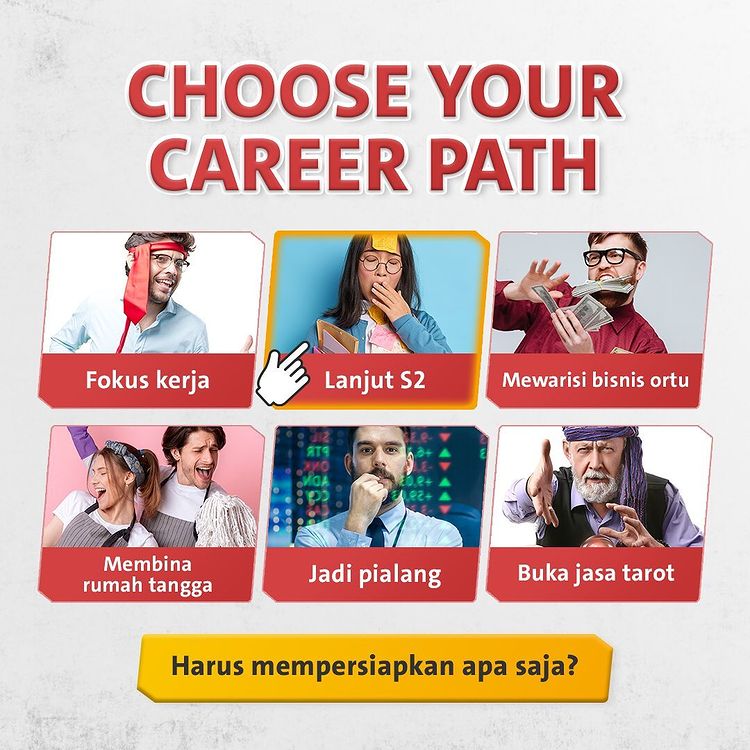 CHOOSE YOUR
CAREER PATH
Fokus kerja
Lanjut S2
Mewarisi bisnis ortu
Membina
rumah tangga
Jadi pialang
Buka jasa tarot
Harus mempersiapkan apa saja?